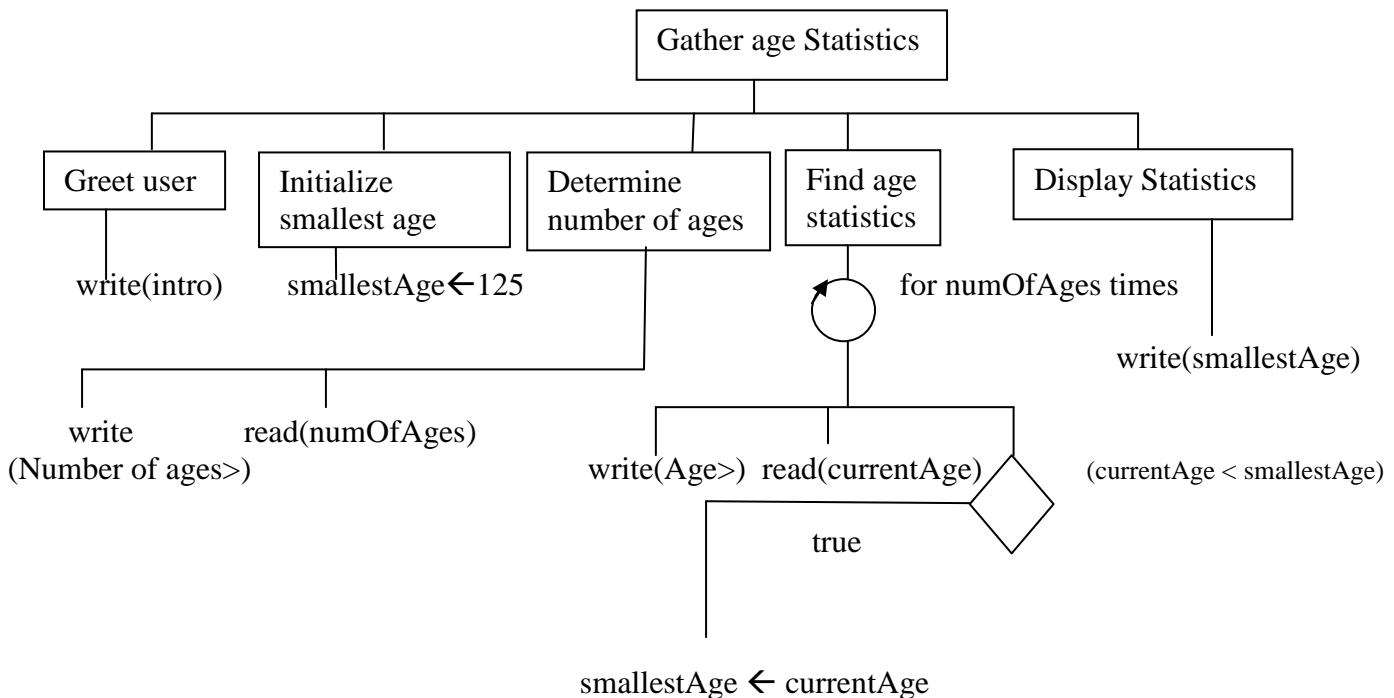 Gather age Statistics
Greet user
Initialize
smallest age
Determine
number of ages
Find age
statistics
Display Statistics
write(intro)
smallestAge←125
for numOfAges times
write(smallestAge)
write
(Number of ages>)
read(numOfAges)
write(Age>)
read(currentAge)
(currentAge < smallestAge)
true
smallestAge ← currentAge